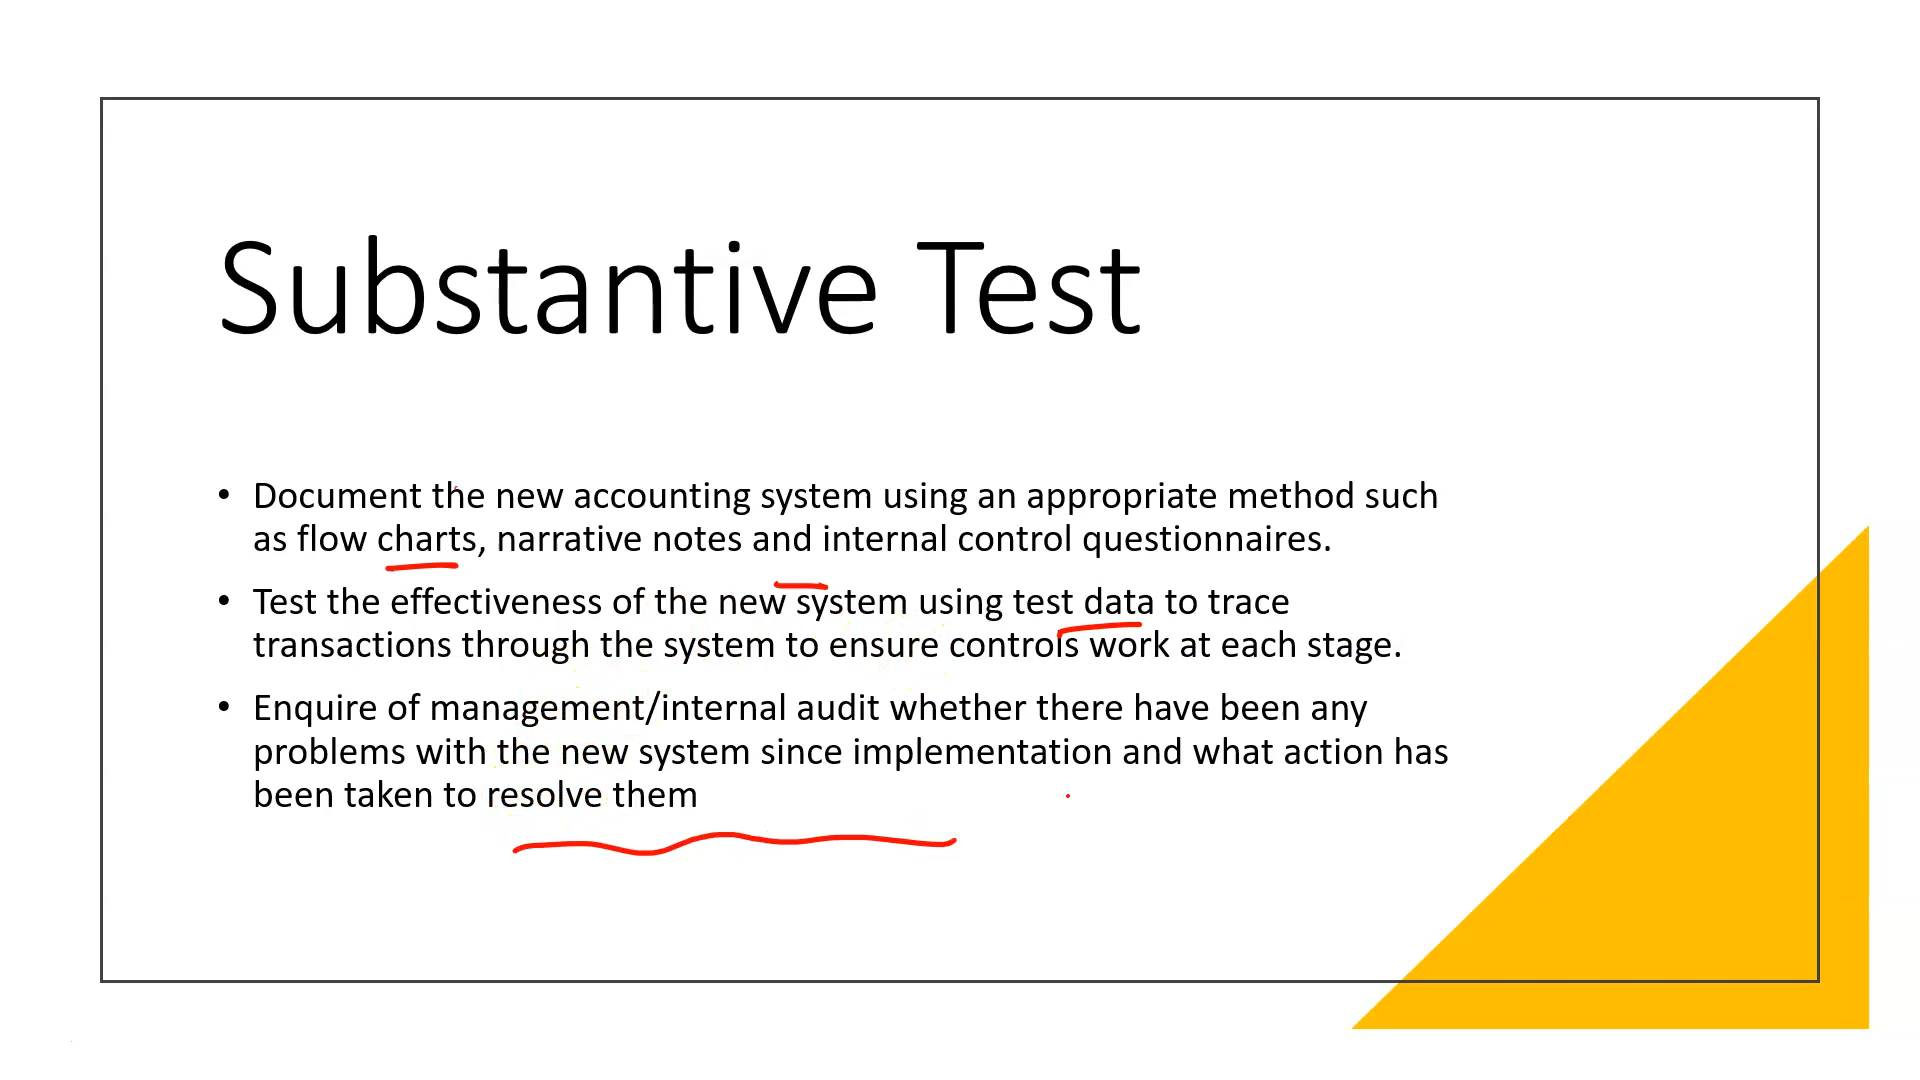 Substantive Test
• Document the new accounting system using an appropriate method such
as flow charts, narrative notes and internal control questionnaires.
• Test the effectiveness of the new system using test data to trace
transactions through the system to ensure controls work at each stage.
• Enquire of management/internal audit whether there have been any
problems with the new system since implementation and what action has
been taken to resolve them